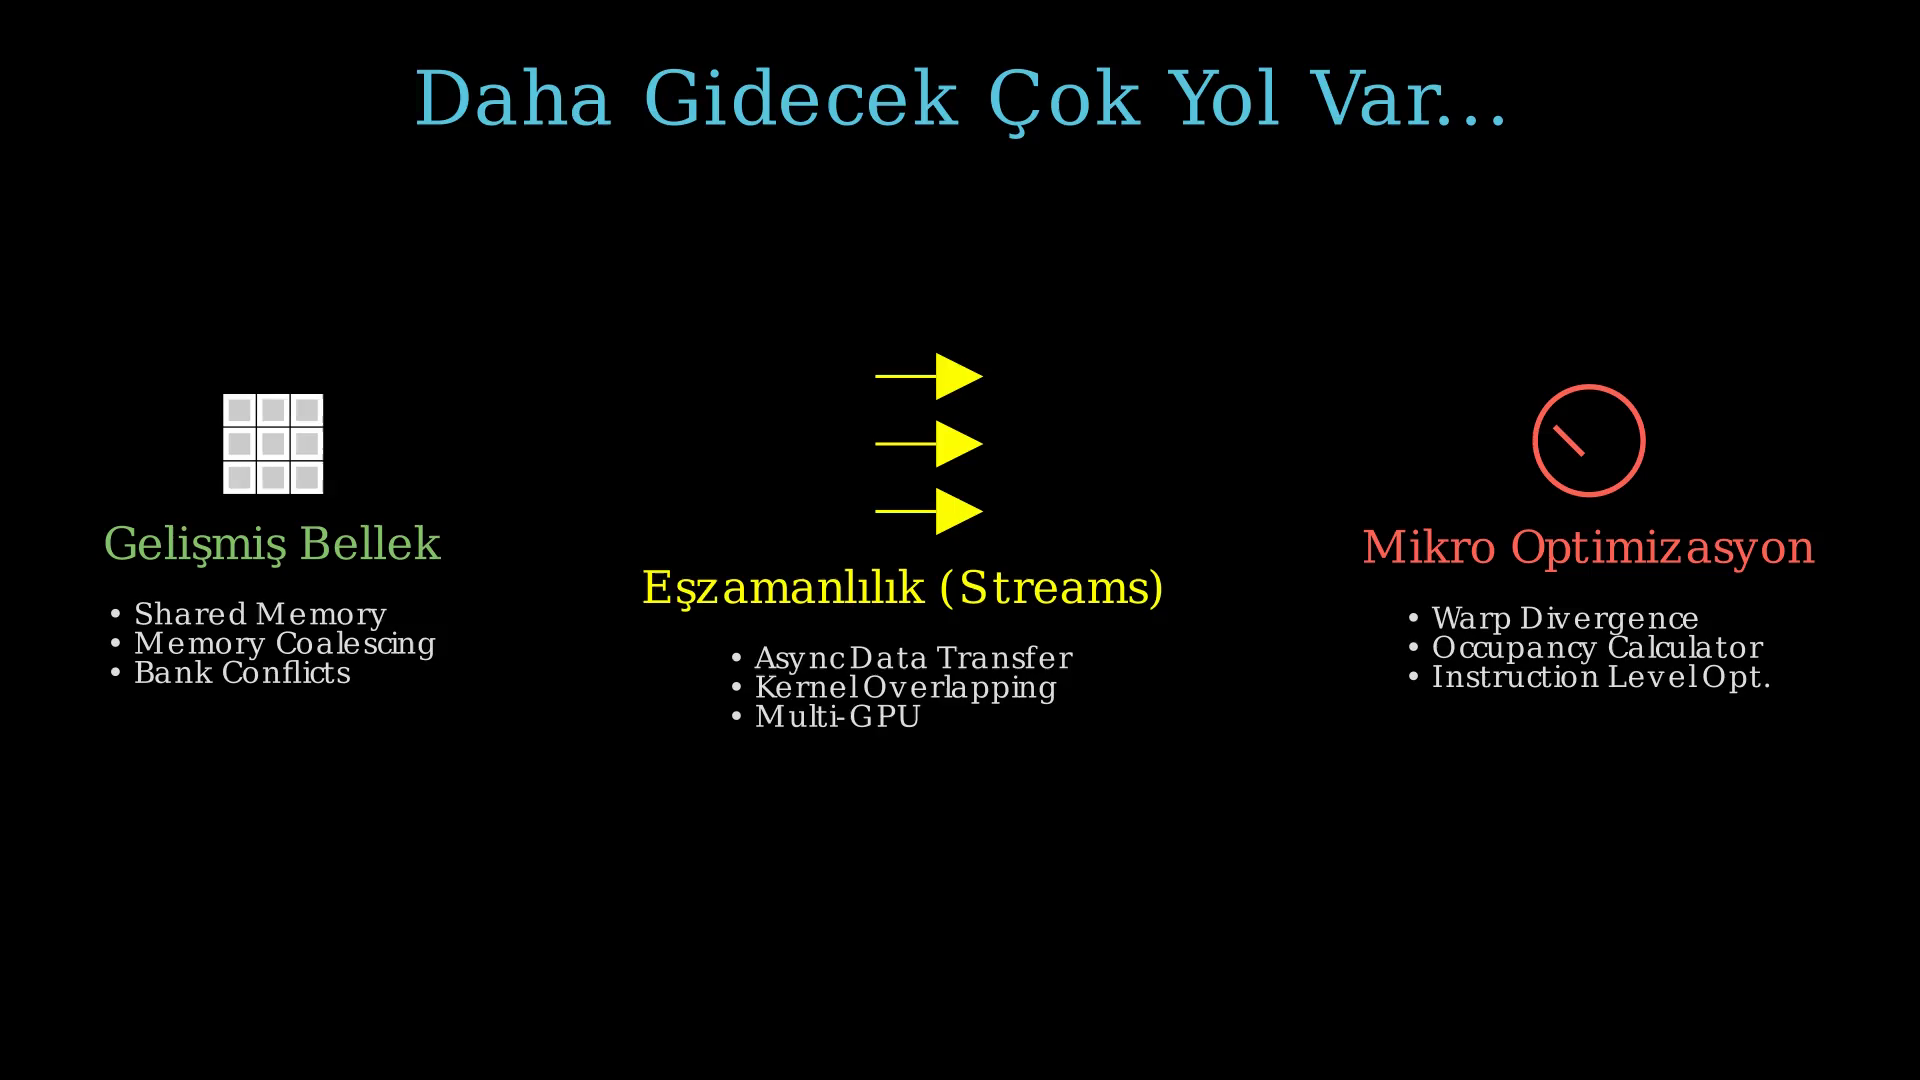 Daha Gidecek Çok Yol Var...
Gelişmiş Bellek
• Shared Memory
• Memory Coalescing
• Bank Conflicts
Eşzamanlılık (Streams)
• Async Data Transfer
• Kernel Overlapping
• Multi-GPU
Mikro Optimizasyon
• Warp Divergence
• Occupancy Calculator
• Instruction Level Opt.